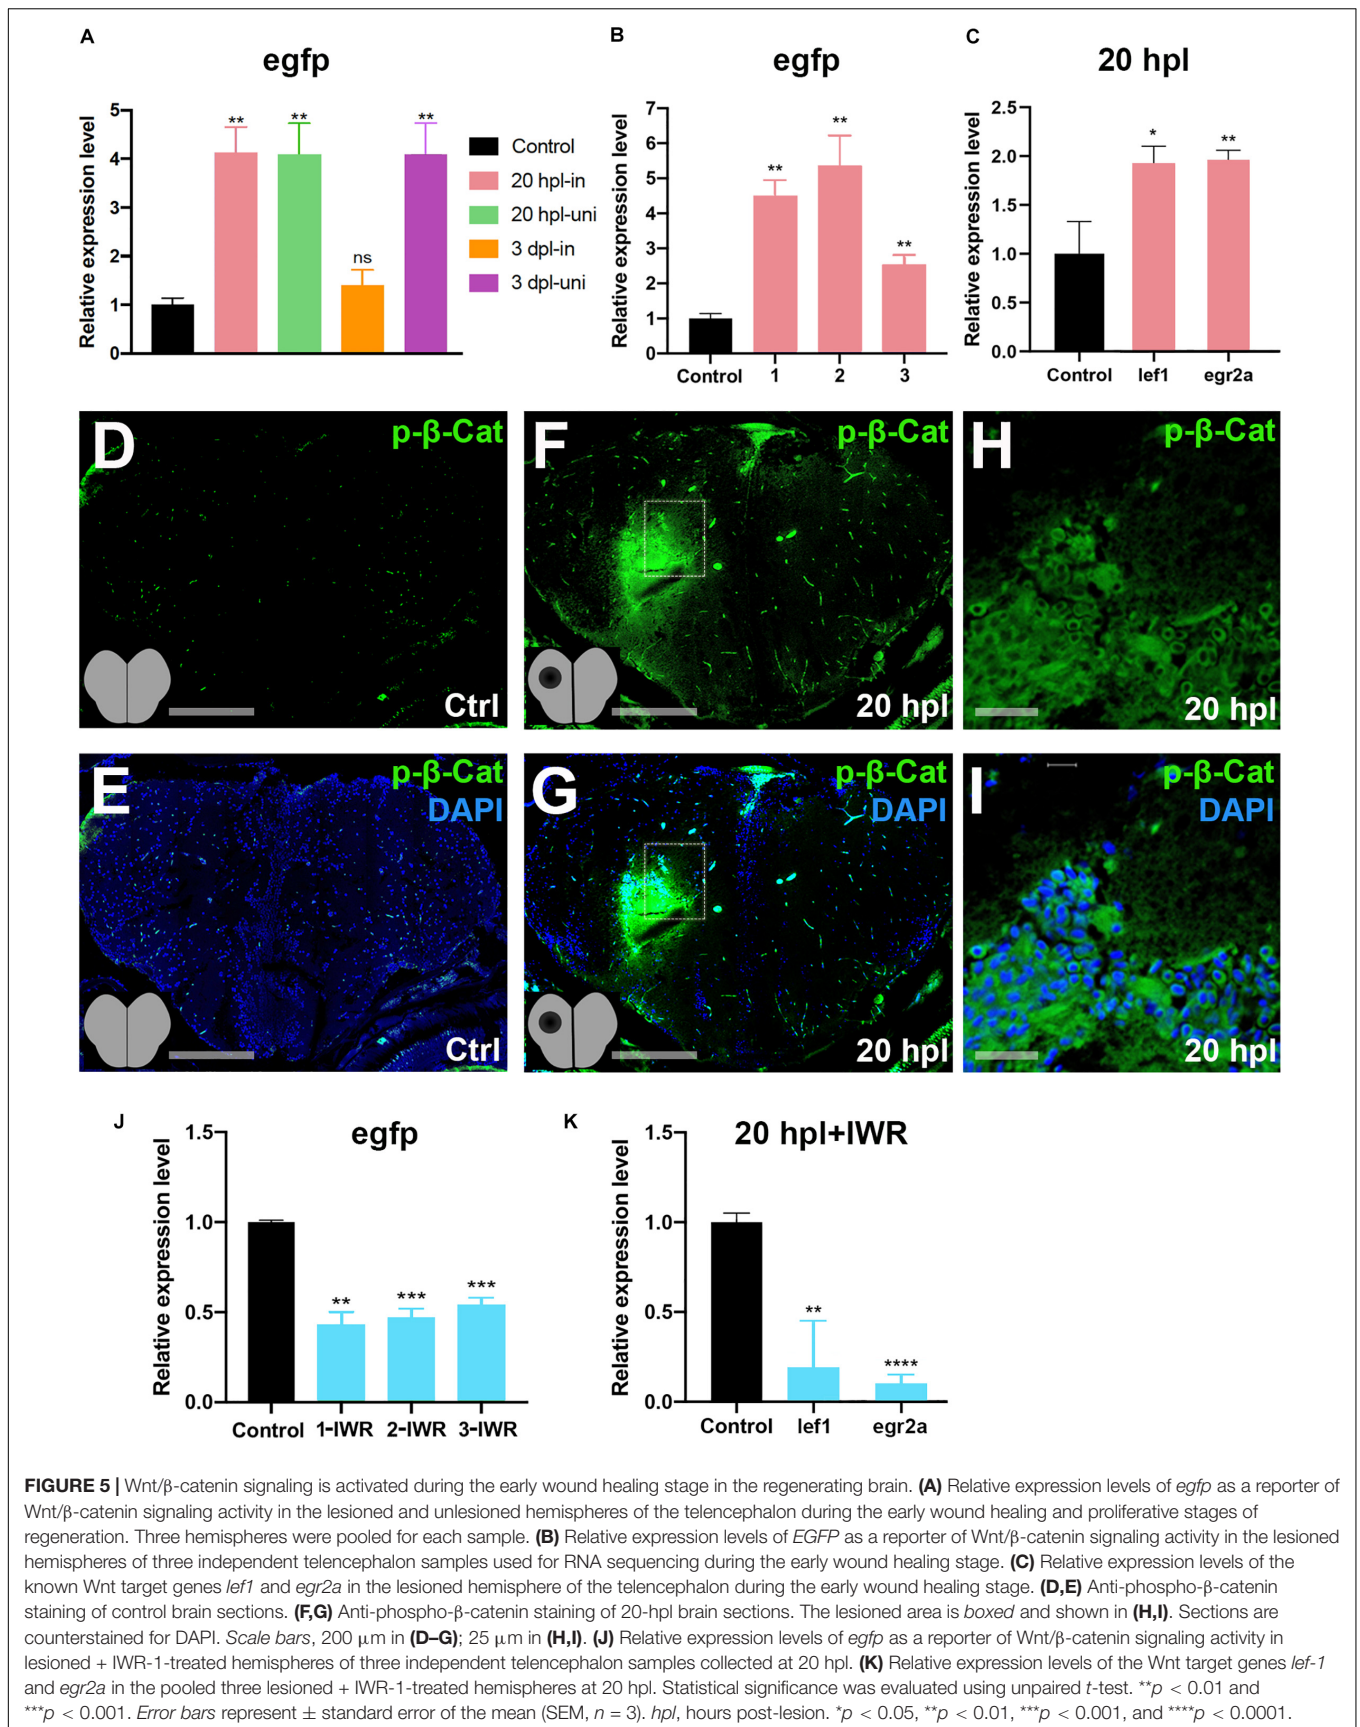 A
egfp
Relative expression level
5
4
3
2
1
0
**
**
ns
**
Control
20 hpl-in
20 hpl-uni
3 dpl-in
3 dpl-uni
B
egfp
Relative expression level
7
6
5
4
3
2
1
0
**
**
**
Control 1 2 3
C
20 hpl
Relative expression level
2.5
2.0
1.5
1.0
0.5
0.0
*
**
Control lef1 egr2a
D
p-β-Cat
Ctrl
F
p-β-Cat
20 hpl
H
p-β-Cat
20 hpl
E
p-β-Cat
DAPI
Ctrl
G
p-β-Cat
DAPI
20 hpl
I
p-β-Cat
DAPI
20 hpl
J
egfp
Relative expression level
1.5
1.0
0.5
0.0
**
***
***
Control 1-IWR 2-IWR 3-IWR
K
20 hpl+IWR
Relative expression level
1.5
1.0
0.5
0.0
**
****
Control lef1 egr2a
FIGURE 5 | Wnt/β-catenin signaling is activated during the early wound healing stage in the regenerating brain. (A) Relative expression levels of egfp as a reporter of
Wnt/β-catenin signaling activity in the lesioned and unlesioned hemispheres of the telencephalon during the early wound healing and proliferative stages of
regeneration. Three hemispheres were pooled for each sample. (B) Relative expression levels of EGFP as a reporter of Wnt/β-catenin signaling activity in the lesioned
hemispheres of three independent telencephalon samples used for RNA sequencing during the early wound healing stage. (C) Relative expression levels of the
known Wnt target genes lef1 and egr2a in the lesioned hemisphere of the telencephalon during the early wound healing stage. (D,E) Anti-phospho-β-catenin
staining of control brain sections. (F,G) Anti-phospho-β-catenin staining of 20-hpl brain sections. The lesioned area is boxed and shown in (H,I). Sections are
counterstained for DAPI. Scale bars, 200 μm in (D–G); 25 μm in (H,I). (J) Relative expression levels of egfp as a reporter of Wnt/β-catenin signaling activity in
lesioned + IWR-1-treated hemispheres of three independent telencephalon samples collected at 20 hpl. (K) Relative expression levels of the Wnt target genes lef-1
and egr2a in the pooled three lesioned + IWR-1-treated hemispheres at 20 hpl. Statistical significance was evaluated using unpaired t-test. **p < 0.01 and
***p < 0.001. Error bars represent ± standard error of the mean (SEM, n = 3). hpl, hours post-lesion. *p < 0.05, **p < 0.01, ***p < 0.001, and ****p < 0.0001.